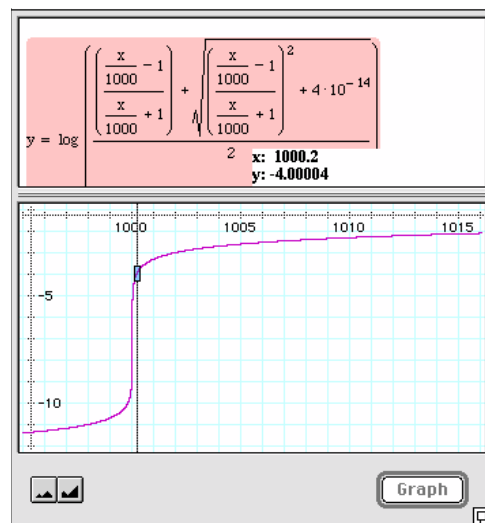 y = log ( ( ( x/1000 − 1 ) / ( x/1000 + 1 ) ) + √( ( ( x/1000 − 1 ) / ( x/1000 + 1 ) )² + 4·10⁻¹⁴ ) ) / 2
x: 1000.2
y: -4.00004
1000 1005 1010 1015
-5
-10
Graph